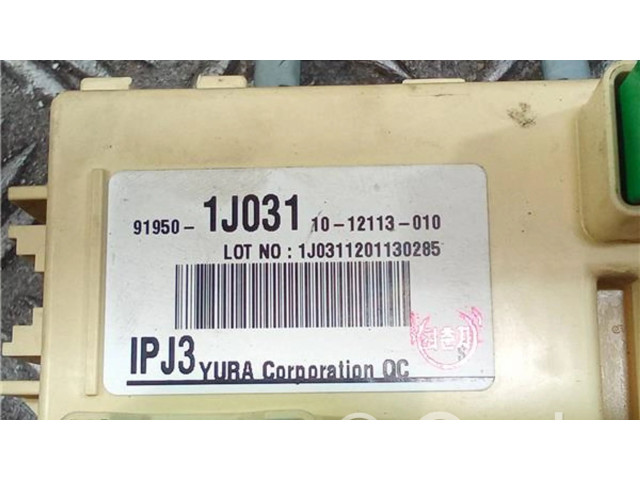 91950- 1J031 10-12113-010
LOT NO : 1J0311201130285
IPJ3 YURA Corporation QC